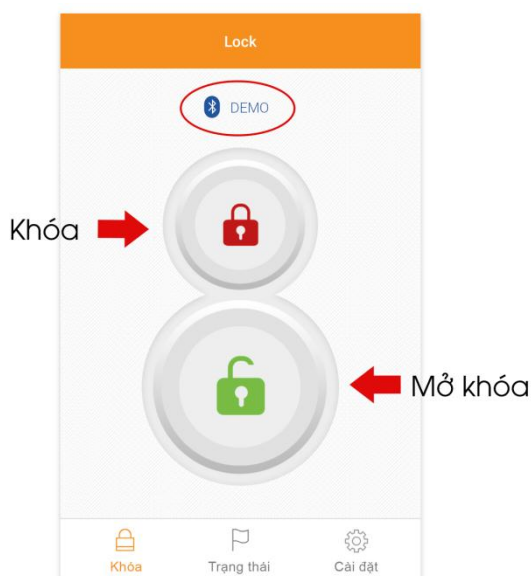 Lock
DEMO
Khóa
Mở khóa
Khóa
Trạng thái
Cài đặt